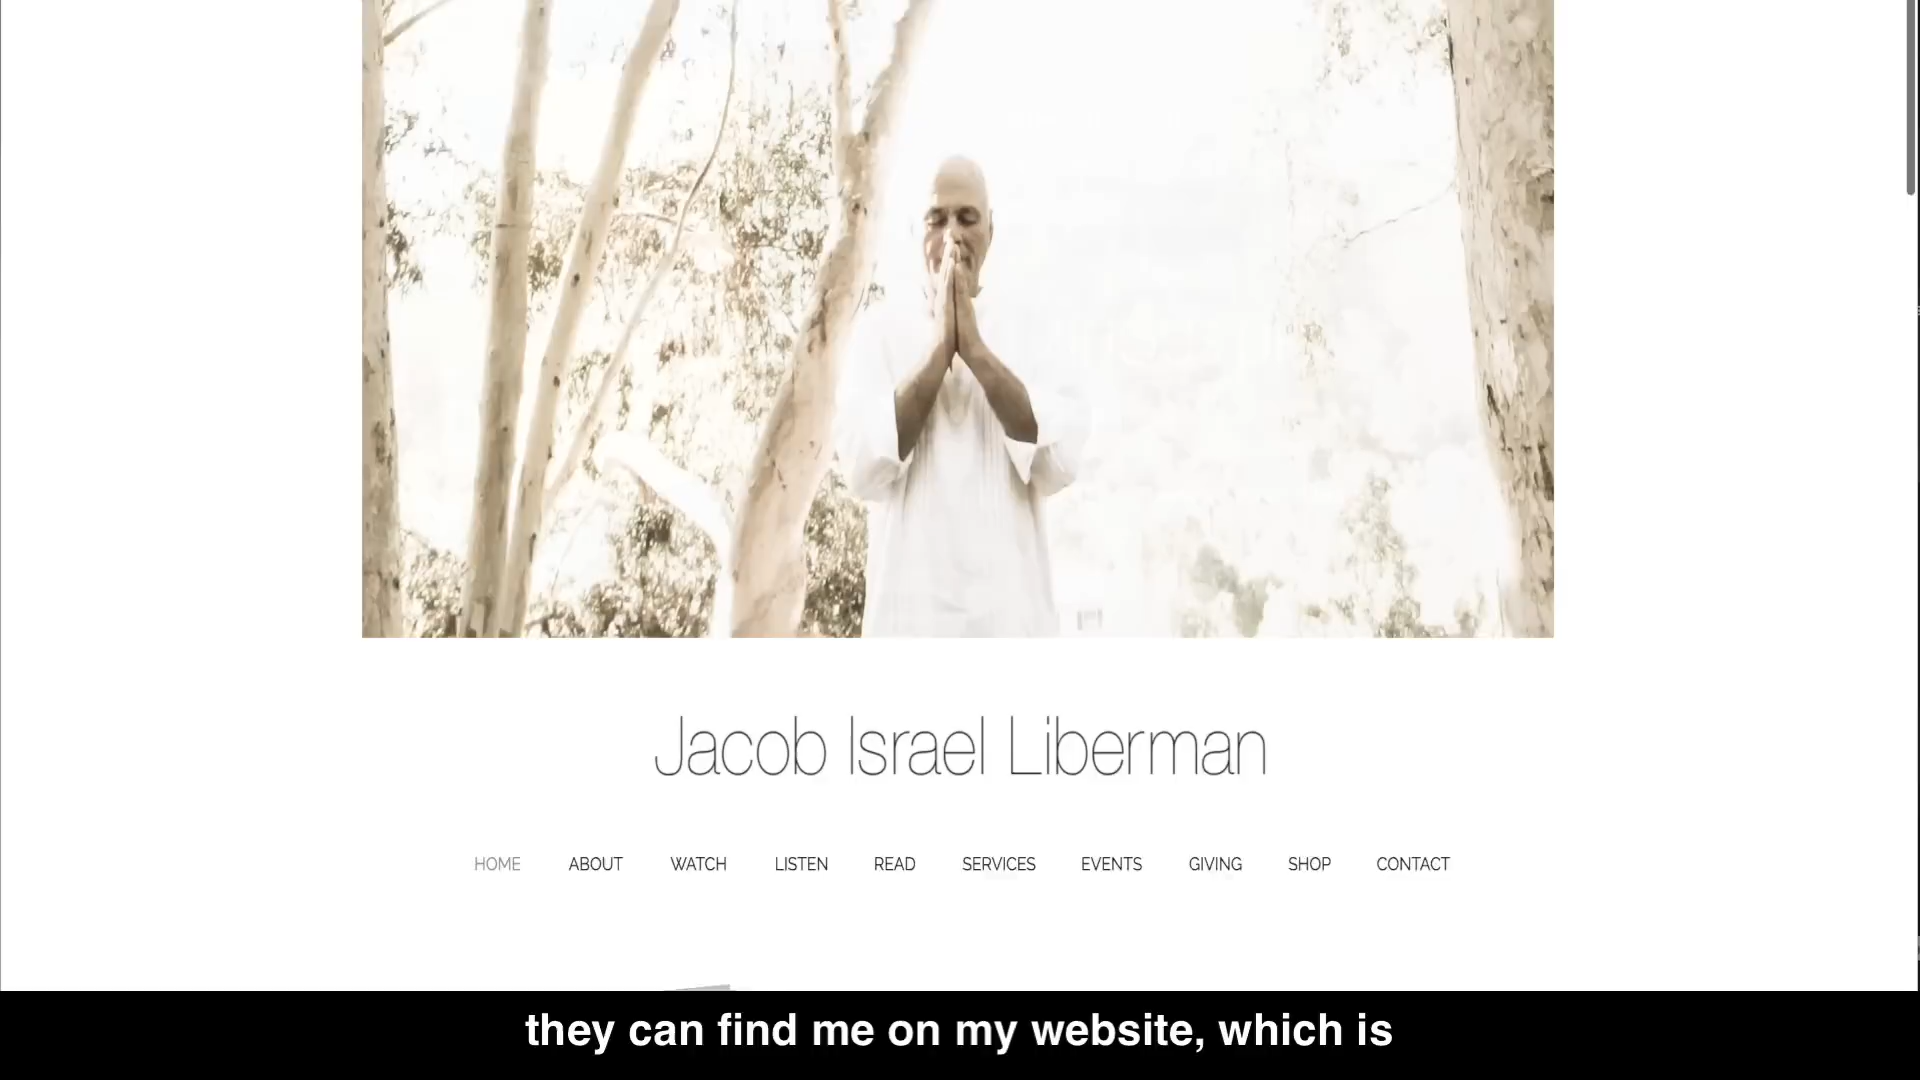 Jacob Israel Liberman
HOME ABOUT WATCH LISTEN READ SERVICES EVENTS GIVING SHOP CONTACT
they can find me on my website, which is